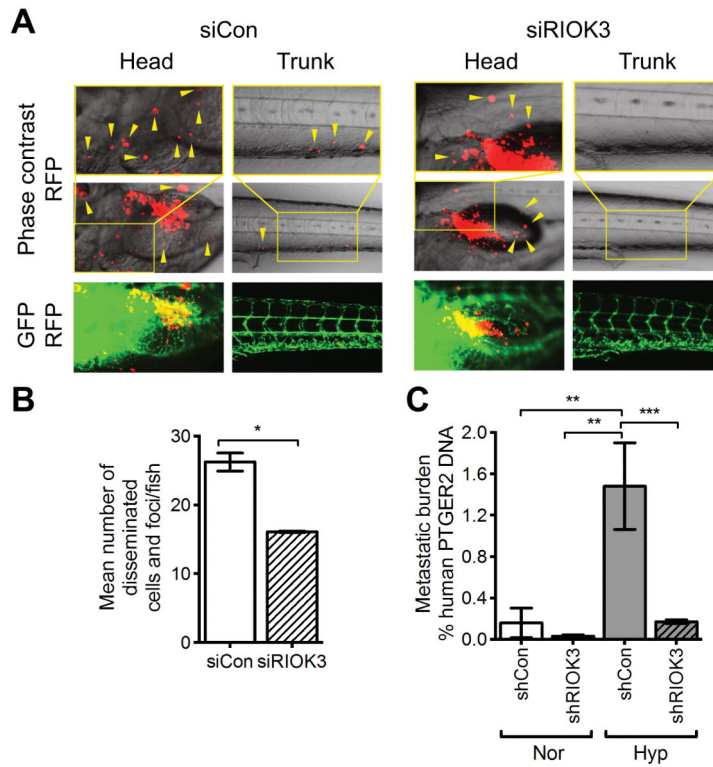 A
siCon
siRIOK3
Head
Trunk
Head
Trunk
Phase contrast
RFP
GFP
RFP
B
Mean number of
disseminated
cells and foci/fish
30
20
10
0
*
siCon
siRIOK3
C
Metastatic burden
% human PTGER2 DNA
2.0
1.6
1.2
0.8
0.4
0.0
**
**
***
shCon
shRIOK3
shCon
shRIOK3
Nor
Hyp